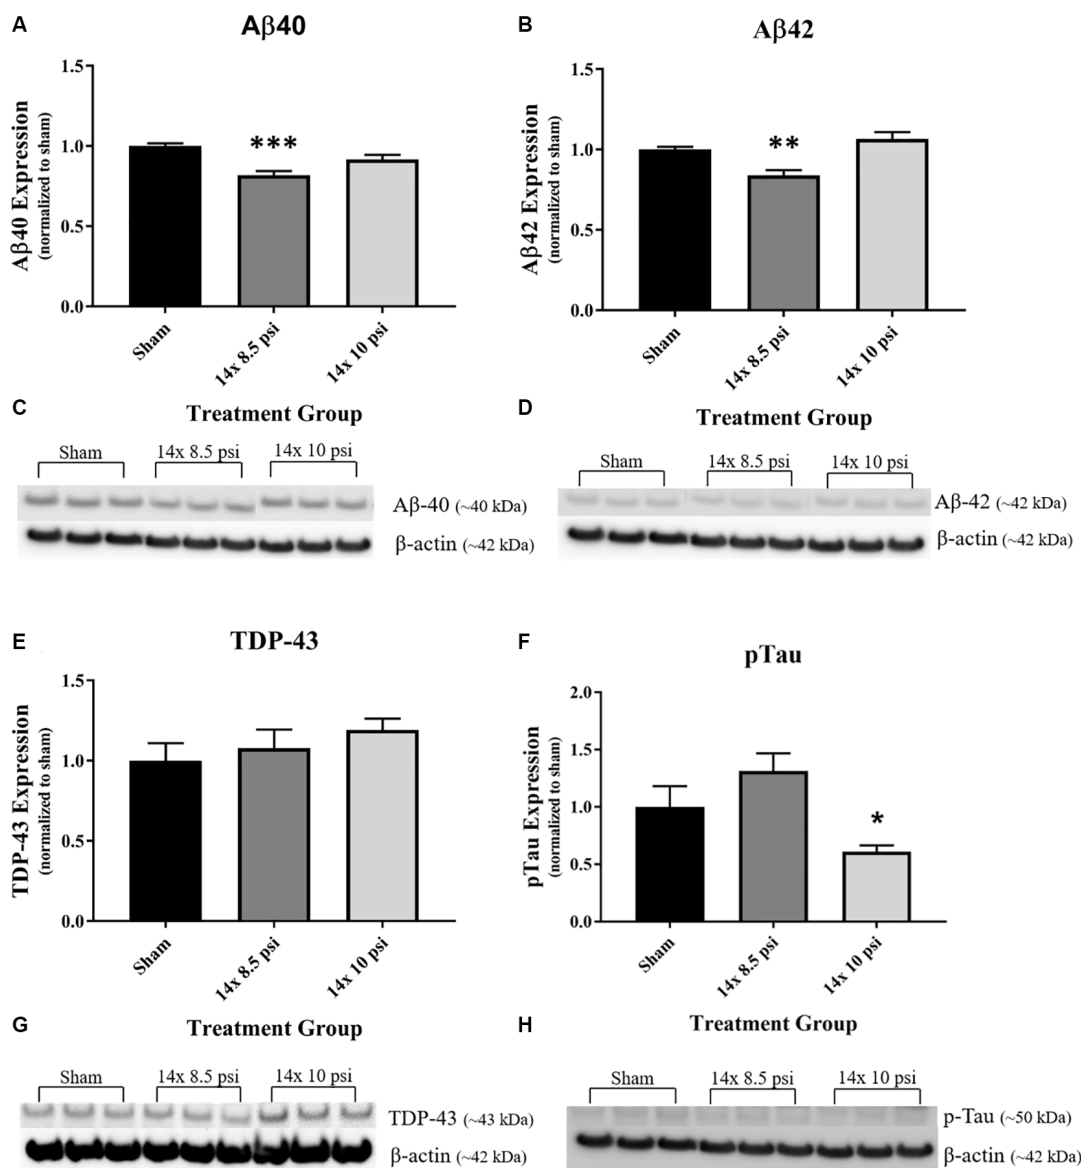 A
Aβ40
Aβ40 Expression
(normalized to sham)
1.5
1.0
0.5
0.0
***
Sham
14x 8.5 psi
14x 10 psi
Treatment Group
B
Aβ42
Aβ42 Expression
(normalized to sham)
1.5
1.0
0.5
0.0
**
Sham
14x 8.5 psi
14x 10 psi
Treatment Group
C
Sham
14x 8.5 psi
14x 10 psi
Aβ-40 (~40 kDa)
β-actin (~42 kDa)
D
Sham
14x 8.5 psi
14x 10 psi
Aβ-42 (~42 kDa)
β-actin (~42 kDa)
E
TDP-43
TDP-43 Expression
(normalized to sham)
1.5
1.0
0.5
0.0
Sham
14x 8.5 psi
14x 10 psi
Treatment Group
F
pTau
pTau Expression
(normalized to sham)
2.0
1.5
1.0
0.5
0.0
*
Sham
14x 8.5 psi
14x 10 psi
Treatment Group
G
Sham
14x 8.5 psi
14x 10 psi
TDP-43 (~43 kDa)
β-actin (~42 kDa)
H
Sham
14x 8.5 psi
14x 10 psi
p-Tau (~50 kDa)
β-actin (~42 kDa)